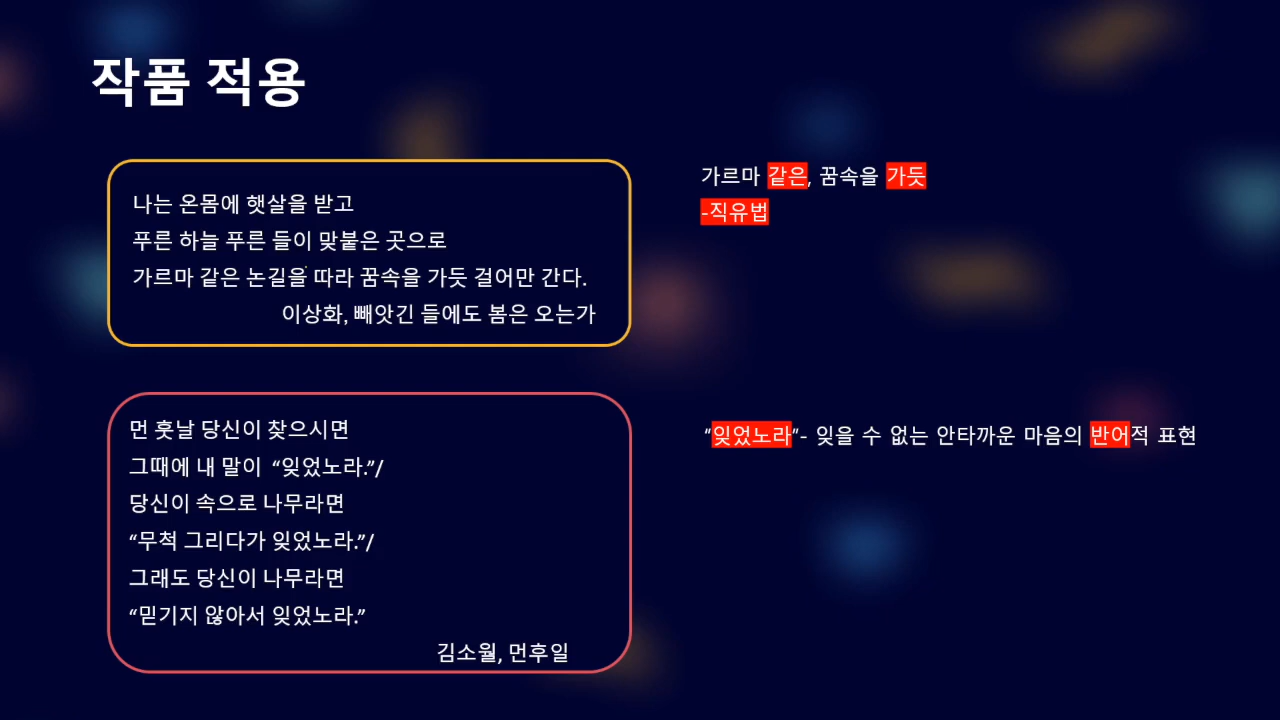 작품 적용
나는 온몸에 햇살을 받고
푸른 하늘 푸른 들이 맞붙은 곳으로
가르마 같은 논길을 따라 꿈속을 가듯 걸어만 간다.
이상화, 빼앗긴 들에도 봄은 오는가
가르마 같은, 꿈속을 가듯
-직유법
먼 훗날 당신이 찾으시면
그때에 내 말이 “잊었노라.”/
당신이 속으로 나무라면
“무척 그리다가 잊었노라.”/
그래도 당신이 나무라면
“믿기지 않아서 잊었노라.”
김소월, 먼후일
“잊었노라”- 잊을 수 없는 안타까운 마음의 반어적 표현